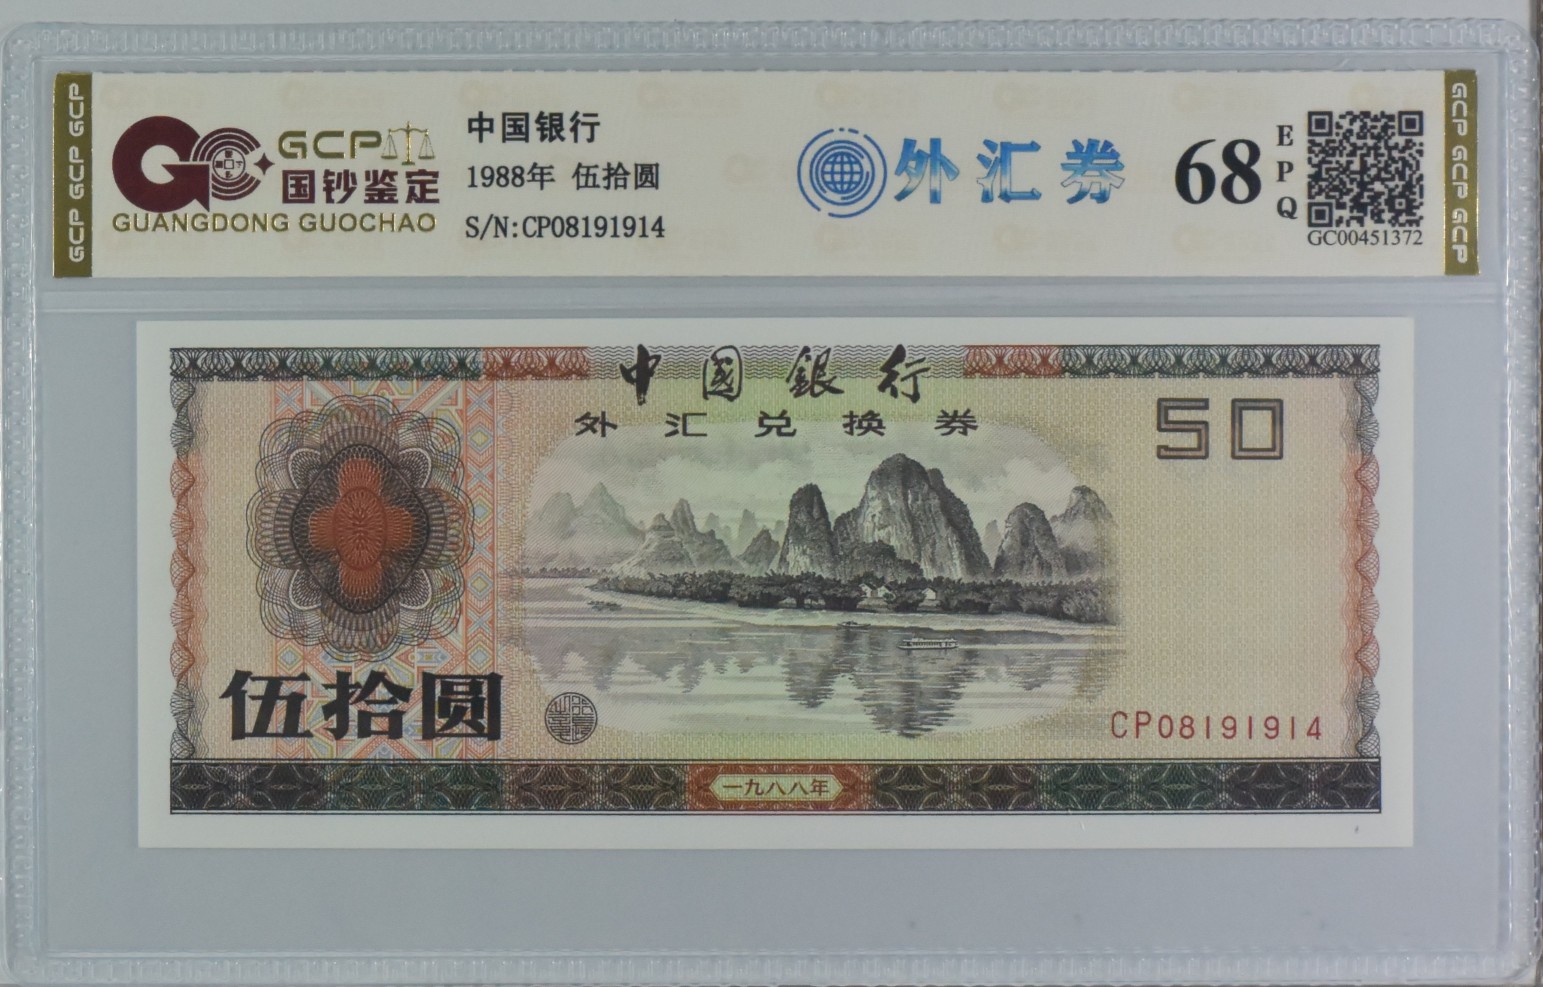 GCP GCP GCP
GCP
国钞鉴定
GUANGDONG GUOCHAO
中国银行
1988年 伍拾圆
S/N:CP08191914
外汇券
68
EPQ
GC00451372
GCP GCP GCP
中國銀行
外汇兑换券
50
伍拾圆
CP08191914
一九八八年